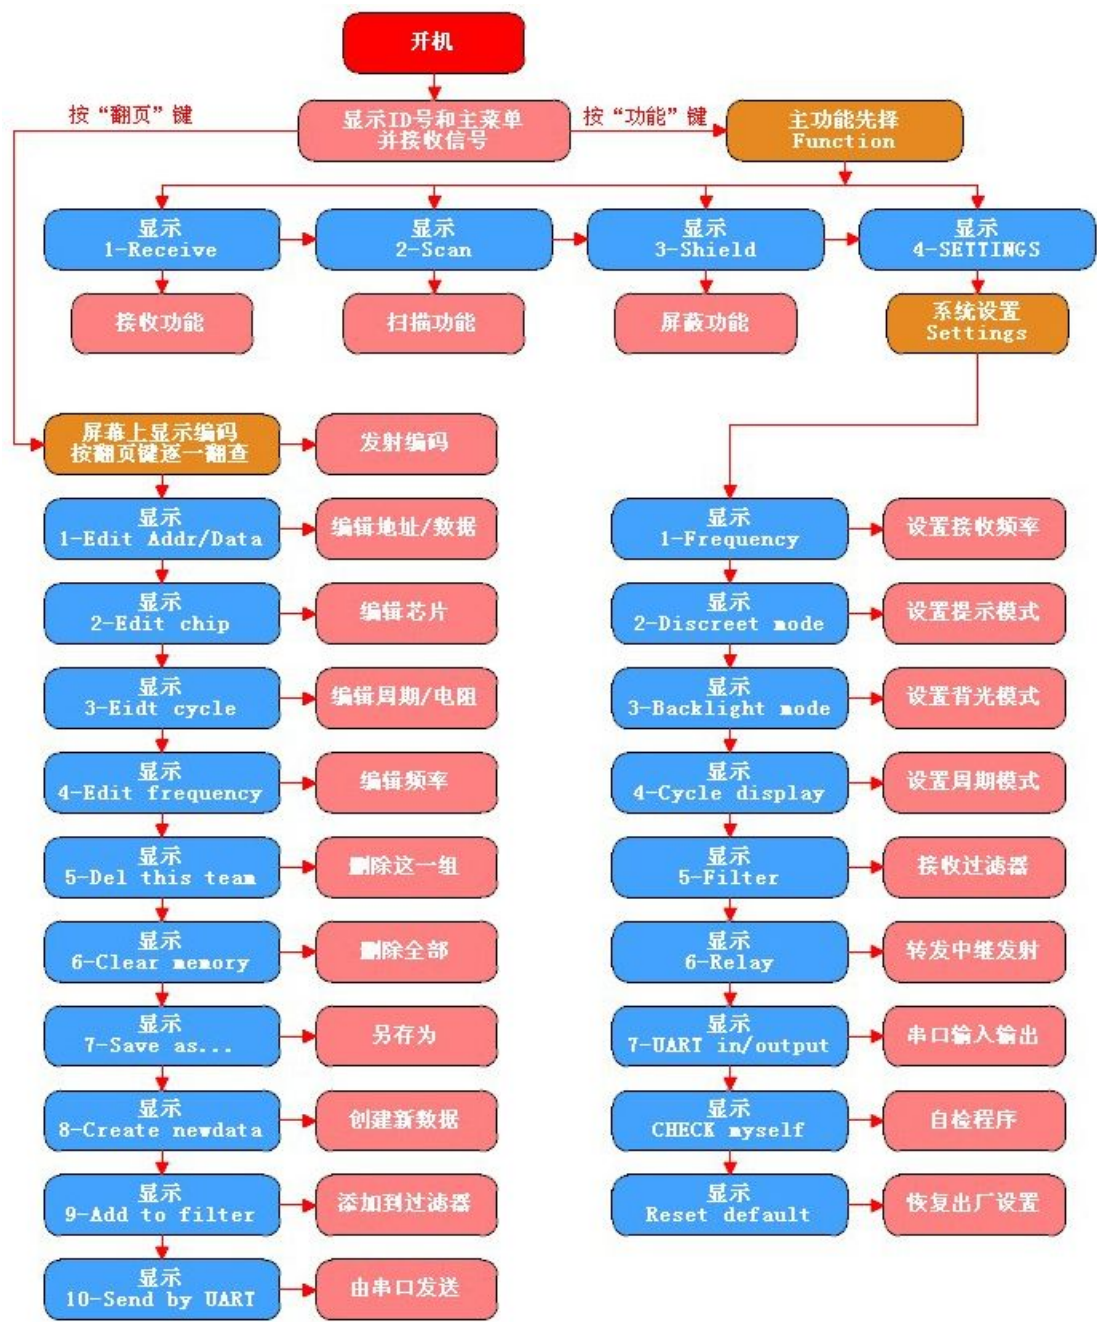 开机
按“翻页”键
显示ID号和主菜单
并接收信号
按“功能”键
主功能先择
Function
显示
1-Receive
显示
2-Scan
显示
3-Shield
显示
4-SETTINGS
接收功能
扫描功能
屏蔽功能
系统设置
Settings
屏幕上显示编码
按翻页键逐一翻查
发射编码
显示
1-Edit Addr/Data
编辑地址/数据
显示
2-Edit chip
编辑芯片
显示
3-Eidt cycle
编辑周期/电阻
显示
4-Edit frequency
编辑频率
显示
5-Del this team
删除这一组
显示
6-Clear memory
删除全部
显示
7-Save as...
另存为
显示
8-Create newdata
创建新数据
显示
9-Add to filter
添加到过滤器
显示
10-Send by UART
由串口发送
显示
1-Frequency
设置接收频率
显示
2-Discreet mode
设置提示模式
显示
3-Backlight mode
设置背光模式
显示
4-Cycle display
设置周期模式
显示
5-Filter
接收过滤器
显示
6-Relay
转发中继发射
显示
7-UART in/output
串口输入输出
显示
CHECK myself
自检程序
显示
Reset default
恢复出厂设置